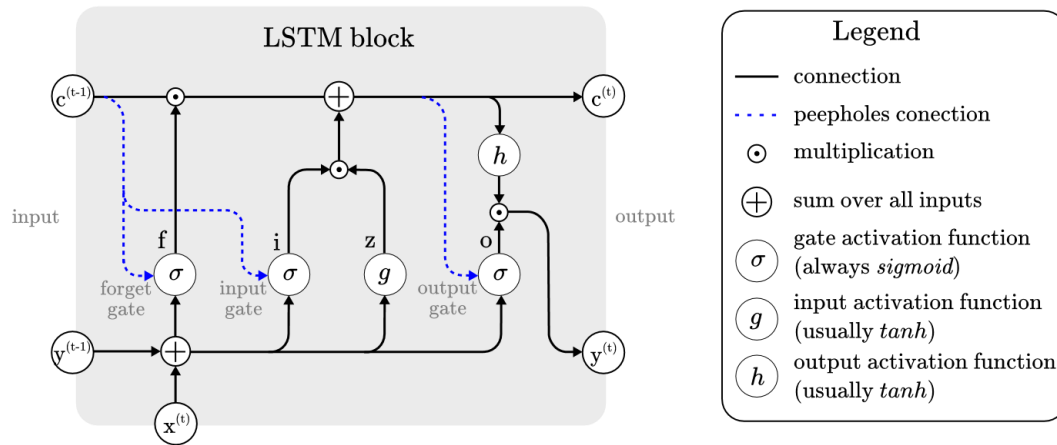 LSTM block
c^(t-1)
c^(t)
h
input
output
f
i
z
o
σ
σ
g
σ
forget
gate
input
gate
output
gate
y^(t-1)
y^(t)
x^(t)
Legend
connection
peepholes conection
multiplication
sum over all inputs
σ
gate activation function
(always sigmoid)
g
input activation function
(usually tanh)
h
output activation function
(usually tanh)